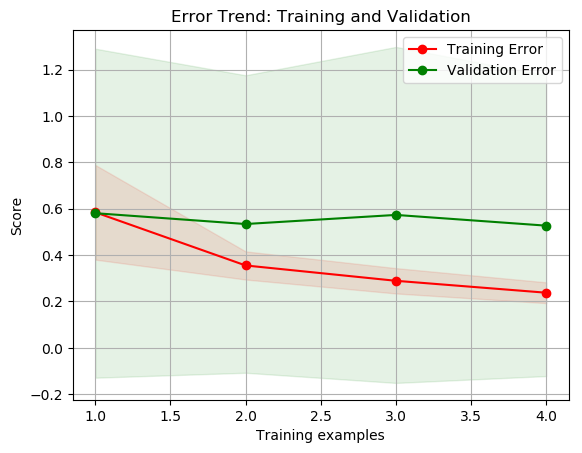 Error Trend: Training and Validation
Training Error
Validation Error
1.2
1.0
0.8
0.6
0.4
0.2
0.0
−0.2
Score
1.0 1.5 2.0 2.5 3.0 3.5 4.0
Training examples